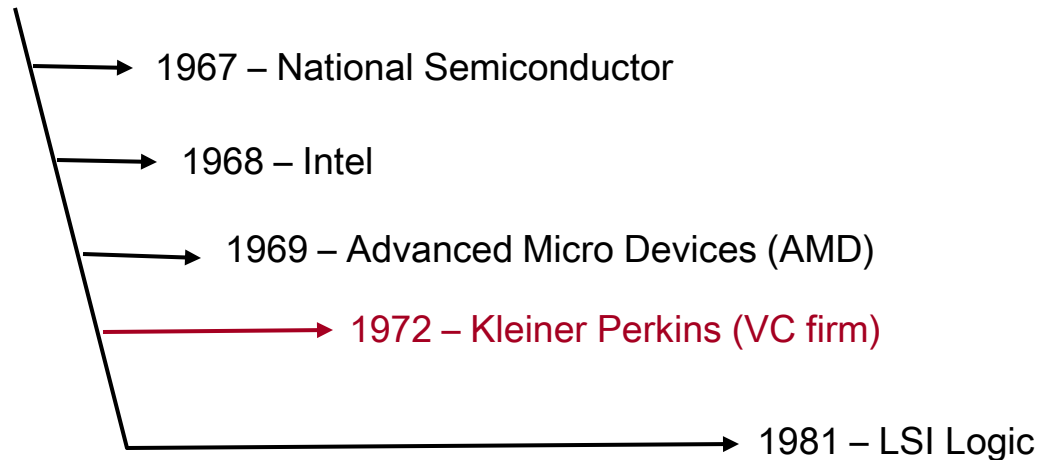 1967 – National Semiconductor
1968 – Intel
1969 – Advanced Micro Devices (AMD)
1972 – Kleiner Perkins (VC firm)
1981 – LSI Logic